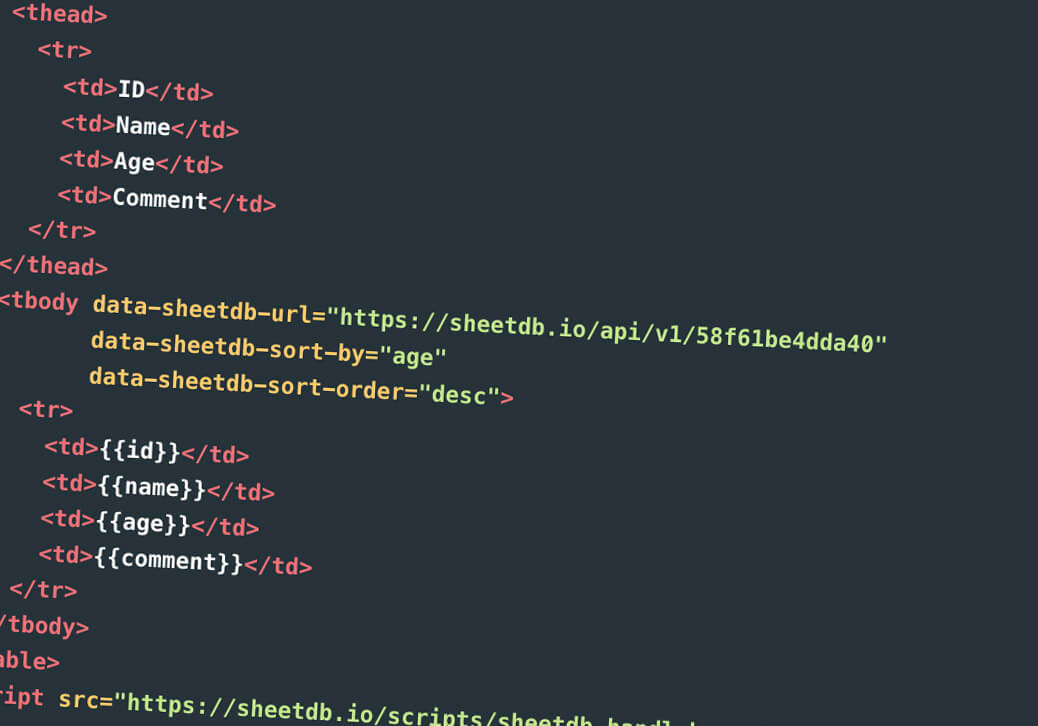 <thead>
<tr>
<td>ID</td>
<td>Name</td>
<td>Age</td>
<td>Comment</td>
</tr>
</thead>
<tbody data-sheetdb-url="https://sheetdb.io/api/v1/58f61be4dda40"
data-sheetdb-sort-by="age"
data-sheetdb-sort-order="desc">
<tr>
<td>{{id}}</td>
<td>{{name}}</td>
<td>{{age}}</td>
<td>{{comment}}</td>
</tr>
/tbody>
able>
ript src="https://sheetdb.io/scripts/sheetdb